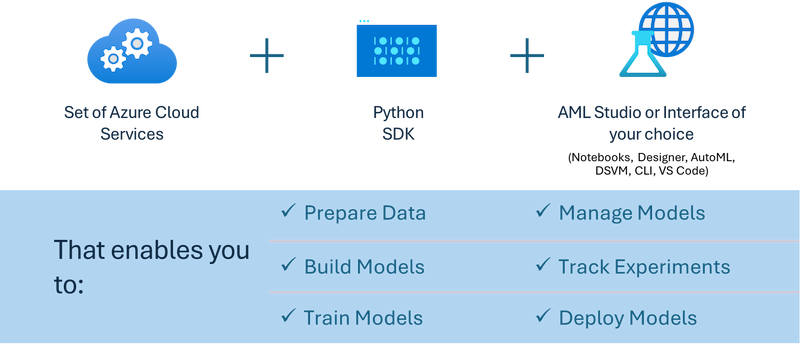 Set of Azure Cloud
Services
Python
SDK
AML Studio or Interface of
your choice
(Notebooks, Designer, AutoML,
DSVM, CLI, VS Code)
That enables you
to:
✓ Prepare Data
✓ Manage Models
✓ Build Models
✓ Track Experiments
✓ Train Models
✓ Deploy Models